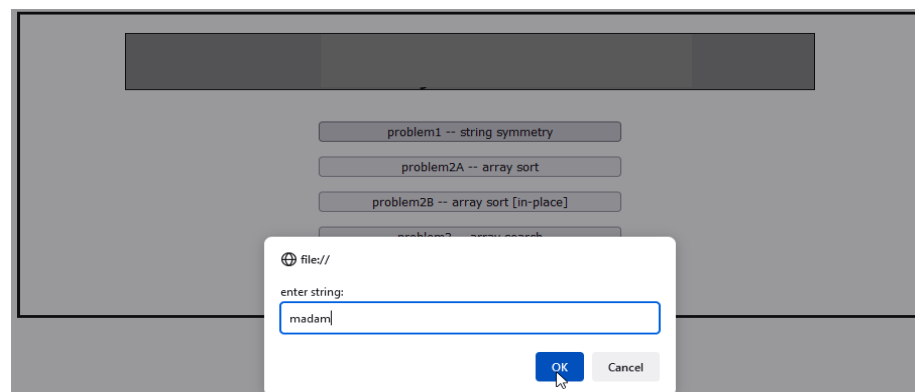 problem1 -- string symmetry
problem2A -- array sort
problem2B -- array sort [in-place]
file://
enter string:
madam
OK
Cancel